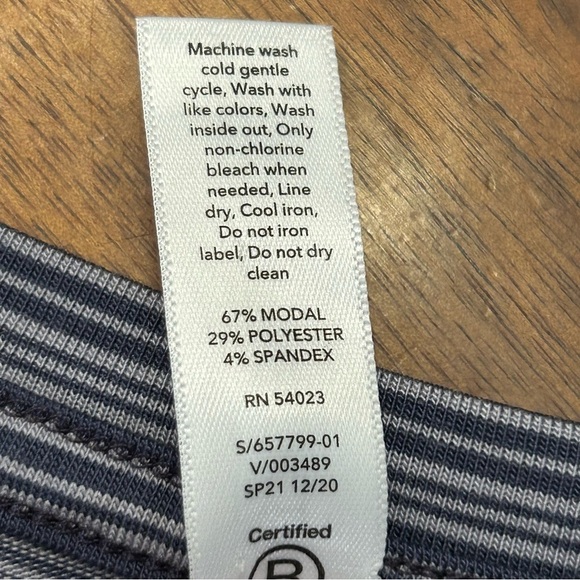 Machine wash
cold gentle
cycle, Wash with
like colors, Wash
inside out, Only
non-chlorine
bleach when
needed, Line
dry, Cool iron,
Do not iron
label, Do not dry
clean
67% MODAL
29% POLYESTER
4% SPANDEX
RN 54023
S/657799-01
V/003489
SP21 12/20
Certified
B